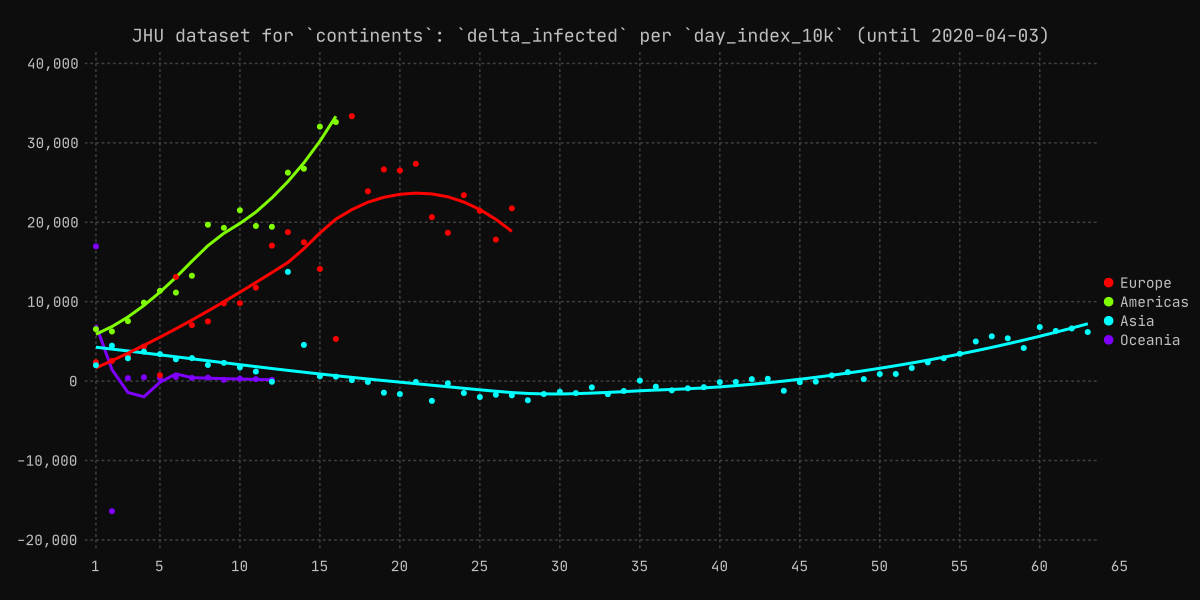 JHU dataset for `continents`: `delta_infected` per `day_index_10k` (until 2020-04-03)
40,000
30,000
20,000
10,000
0
-10,000
-20,000
1 5 10 15 20 25 30 35 40 45 50 55 60 65
Europe
Americas
Asia
Oceania